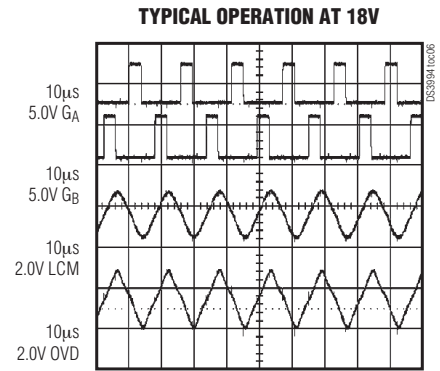 TYPICAL OPERATION AT 18V
DS3994 toc06
10µs
5.0V GA
10µs
5.0V GB
10µs
2.0V LCM
10µs
2.0V OVD